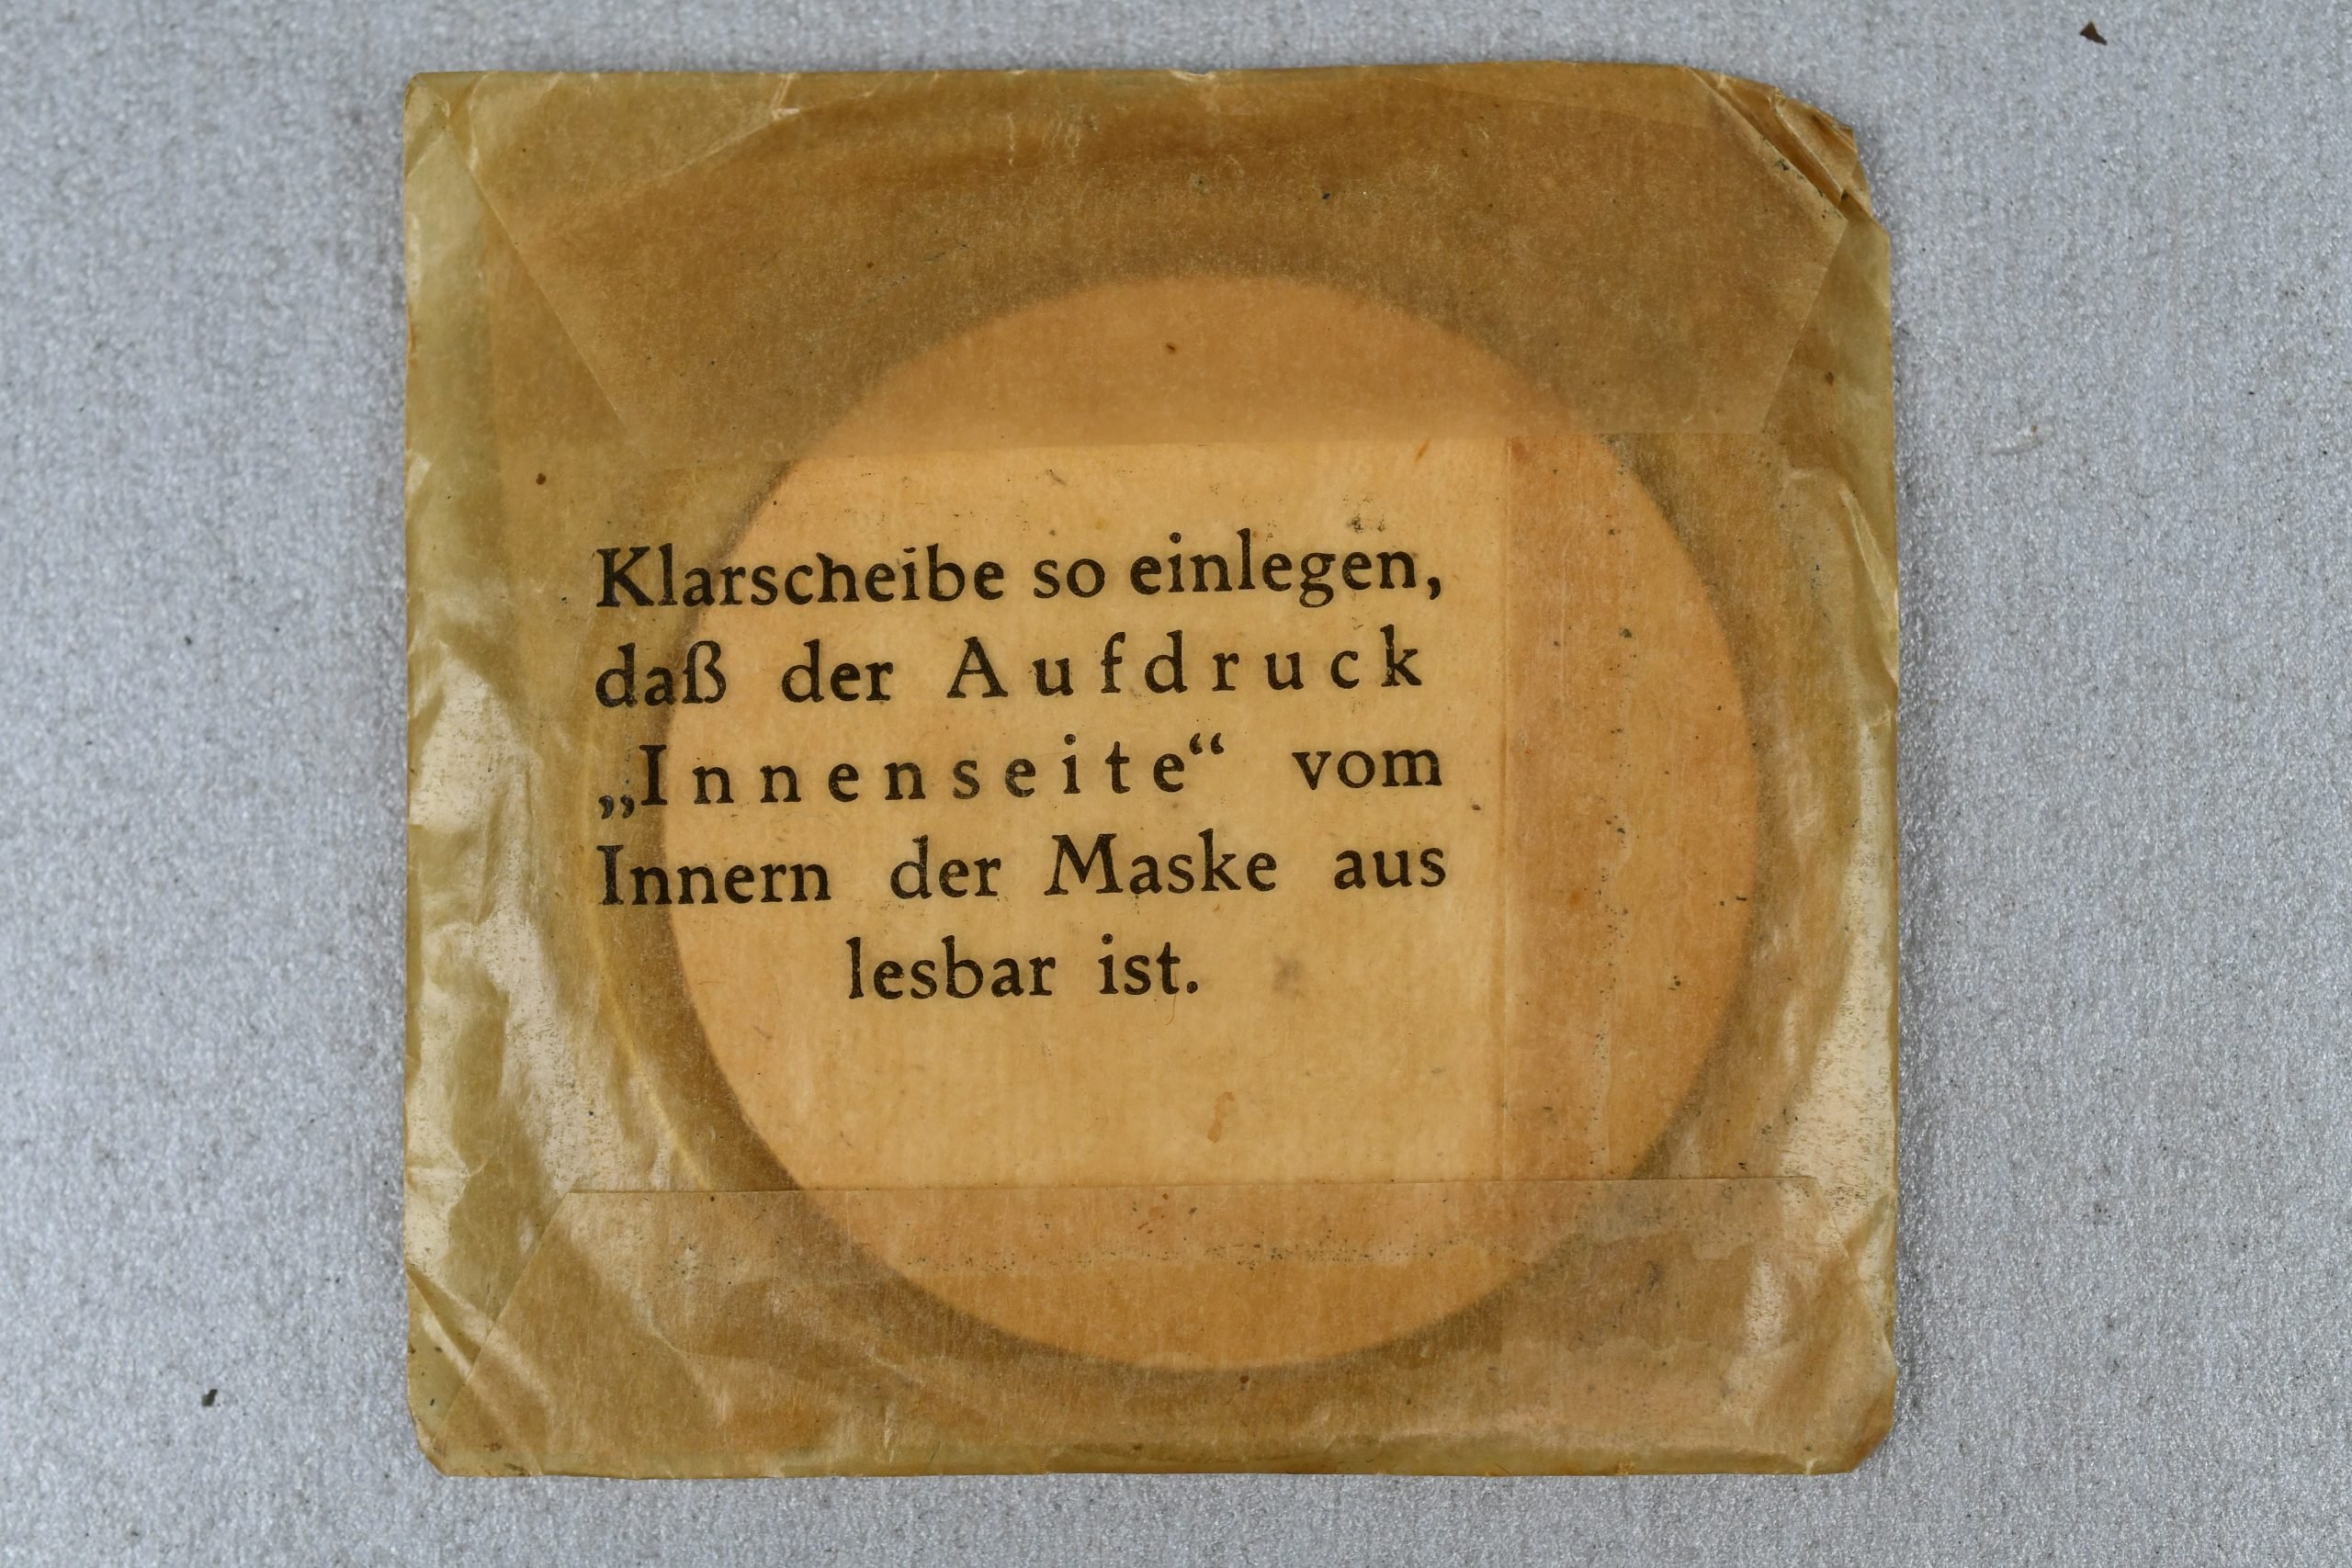 Klarscheibe so einlegen,
daß der Aufdruck
„Innenseite“ vom
Innern der Maske aus
lesbar ist.